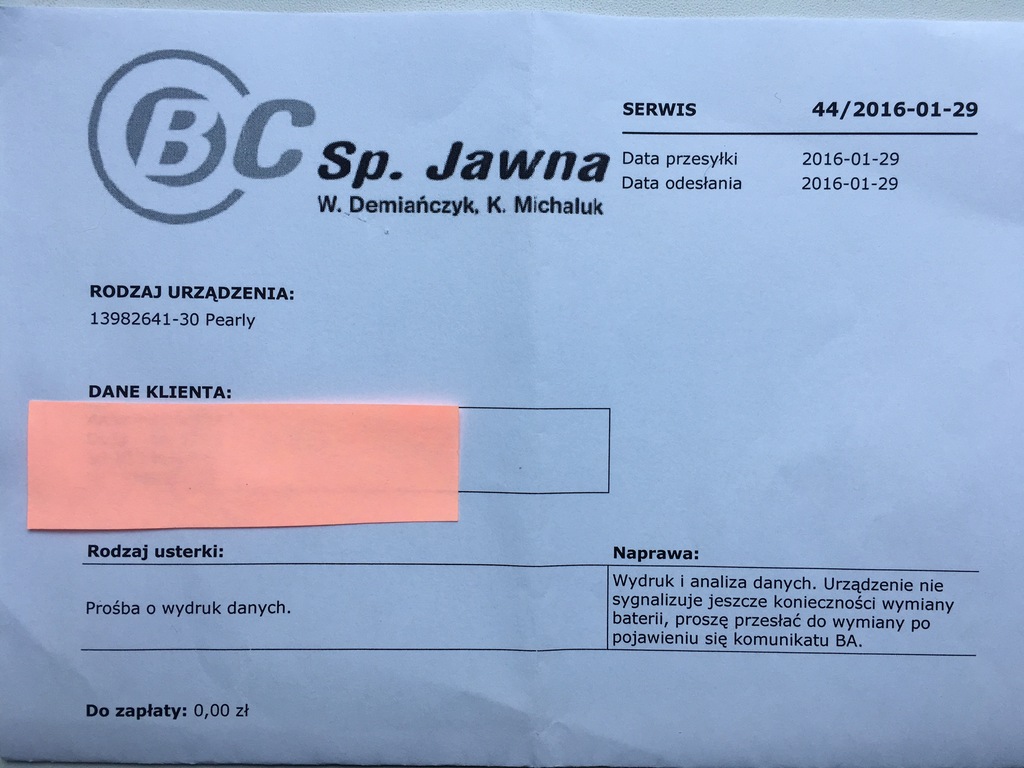 BC Sp. Jawna
W. Demiańczyk, K. Michaluk
SERWIS 44/2016-01-29
Data przesyłki 2016-01-29
Data odesłania 2016-01-29
RODZAJ URZĄDZENIA:
13982641-30 Pearly
DANE KLIENTA:
Rodzaj usterki:
Prośba o wydruk danych.
Naprawa:
Wydruk i analiza danych. Urządzenie nie
sygnalizuje jeszcze konieczności wymiany
baterii, proszę przesłać do wymiany po
pojawieniu się komunikatu BA.
Do zapłaty: 0,00 zł